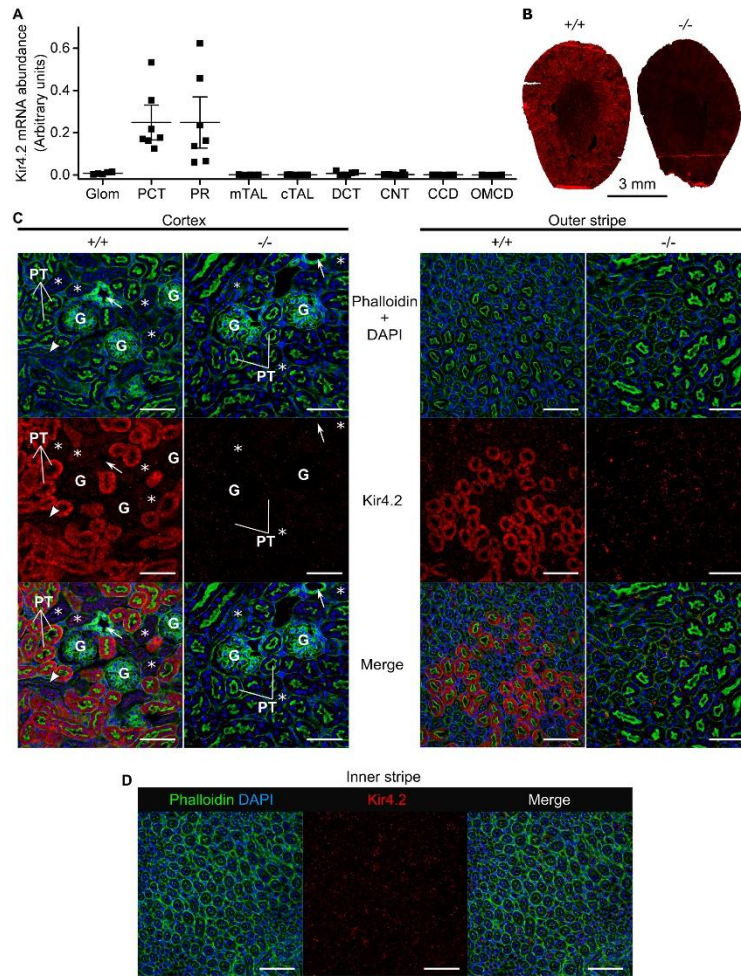 A
Kir4.2 mRNA abundance
(Arbitrary units)
0.6
0.4
0.2
0.0
Glom PCT PR mTAL cTAL DCT CNT CCD OMCD
B
+/+ -/-
3 mm
C
Cortex
+/+ -/-
PT * * G G
* G
PT *
* *
Phalloidin
+
DAPI
PT * * G
G *
* G G
PT *
*
Kir4.2
PT * * G G
* G
PT *
* *
Merge
Outer stripe
+/+ -/-
D
Inner stripe
Phalloidin DAPI Kir4.2 Merge